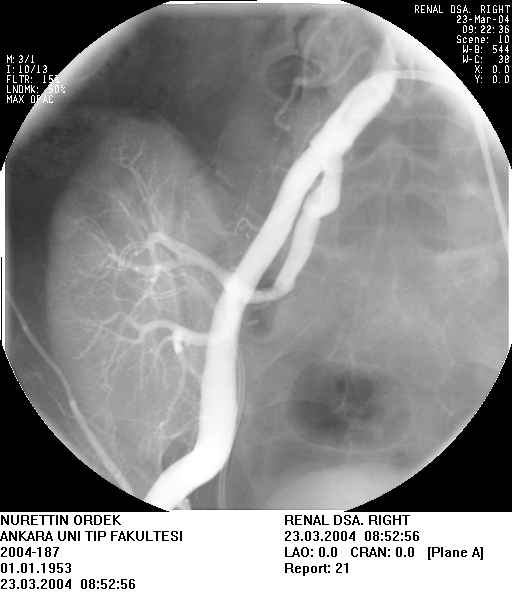 RENAL DSA. RIGHT
23-Mar-04
09:22:36
Scene: 10
W-B: 544
W-C: 30
X: 0.0
Y: 0.0
M: 3/1
I: 10/13
FLTR: 15%
LNDMK: 50%
MAX OPAC
NURETTIN ORDEK
ANKARA UNI TIP FAKULTESI
2004-187
01.01.1953
23.03.2004 08:52:56
RENAL DSA. RIGHT
23.03.2004 08:52:56
LAO: 0.0 CRAN: 0.0 [Plane A]
Report: 21